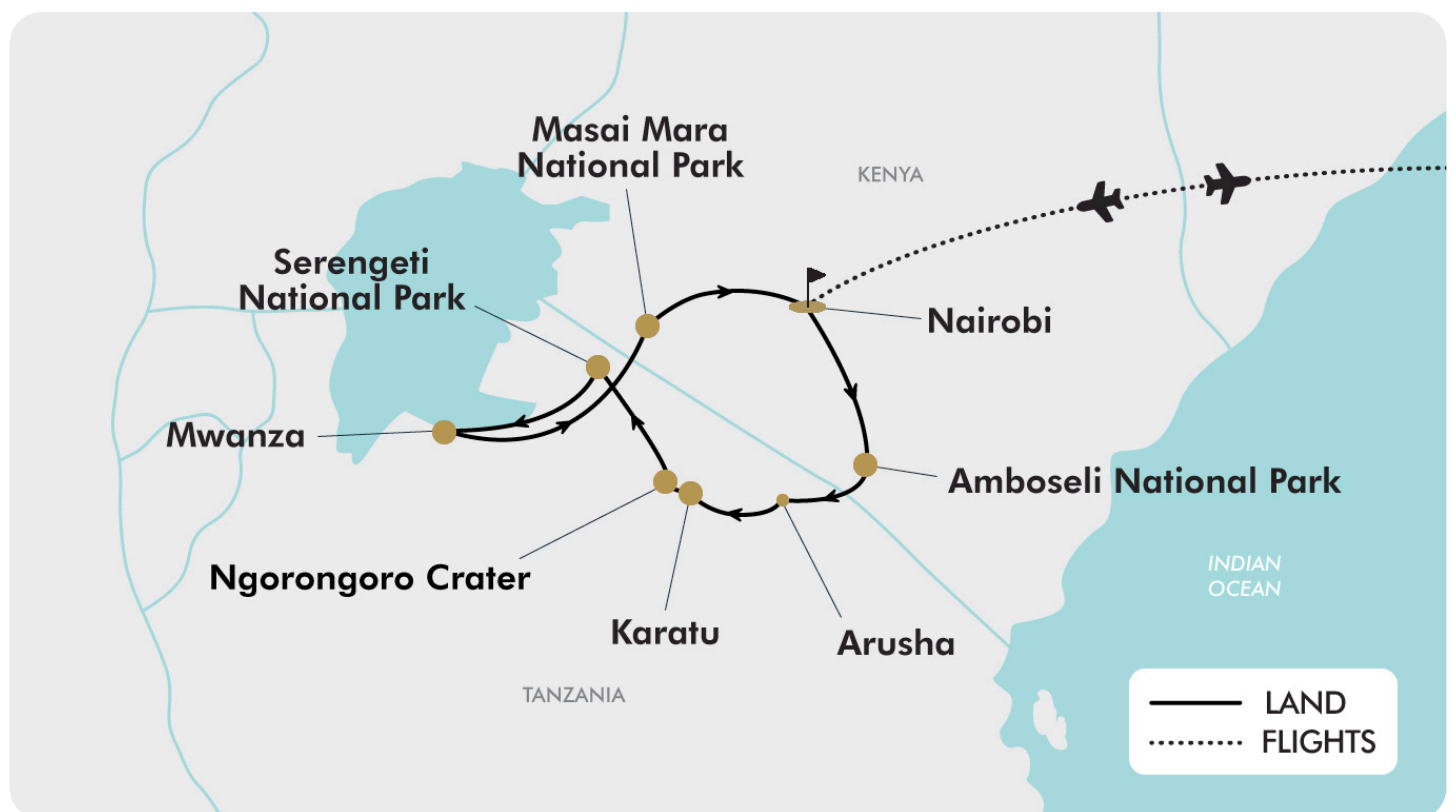 Masai Mara
National Park
KENYA
Serengeti
National Park
Nairobi
Mwanza
Amboseli National Park
Ngorongoro Crater
INDIAN
OCEAN
Karatu
Arusha
TANZANIA
LAND
FLIGHTS